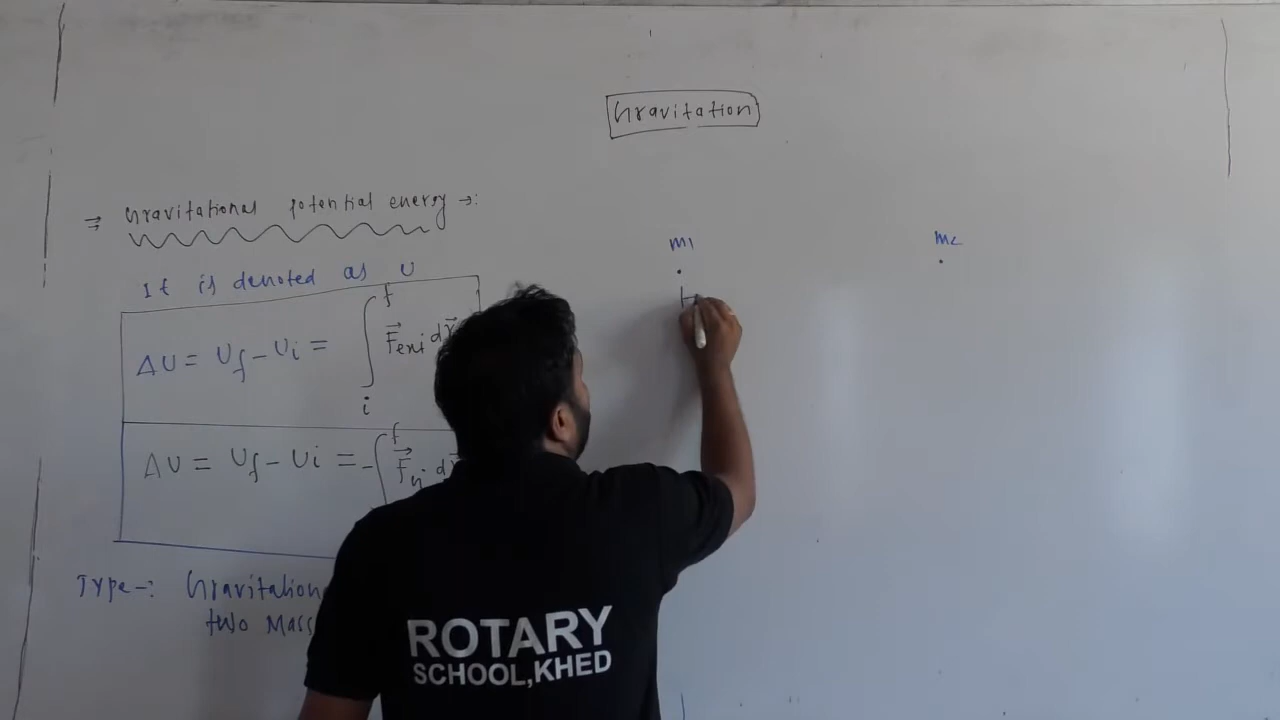 Gravitation
⇒ Gravitational potential energy →:
It is denoted as U
m1
m2
ΔU = Uf - Ui = ∫ f i F⃗ext d
ΔU = Uf - Ui = -∫ f F⃗ d
Type -: Gravitation
two Mass
ROTARY
SCHOOL,KHED